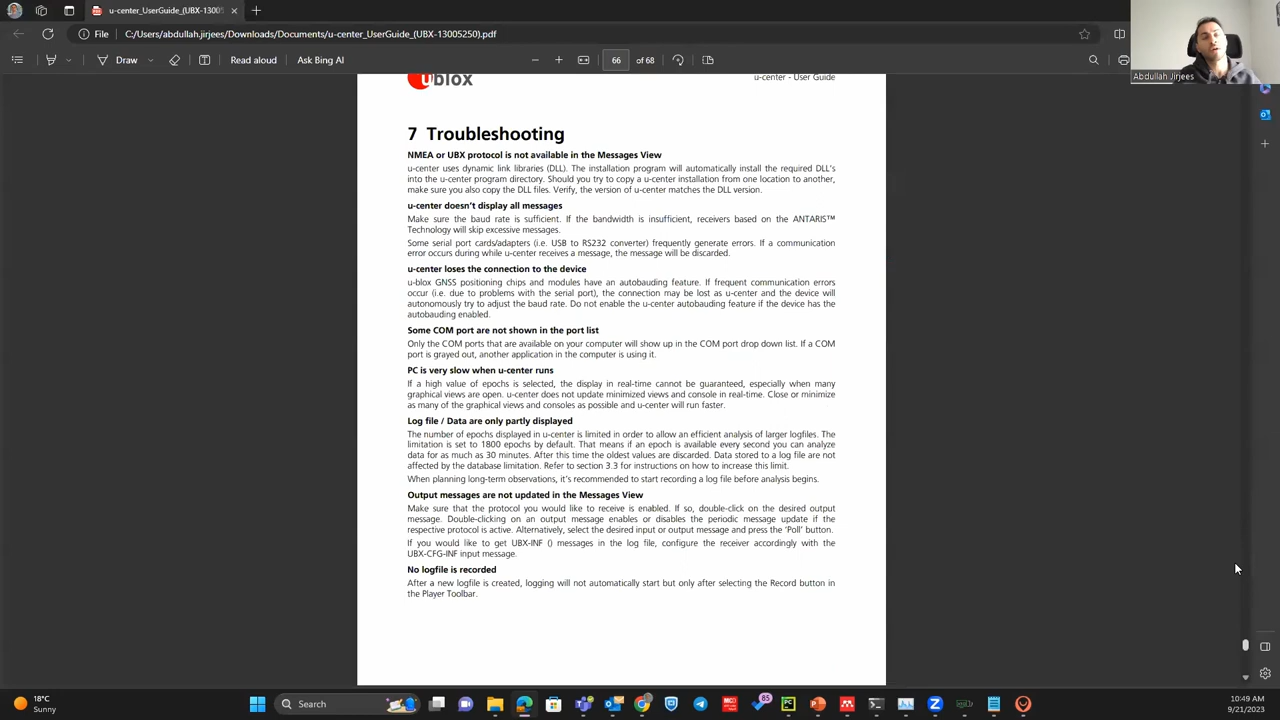 u-center_UserGuide_(UBX-1300!
File
C:/Users/abdullah.jirjees/Downloads/Documents/u-center_UserGuide_(UBX-13005250).pdf
Draw
Read aloud
Ask Bing AI
66 of 68
Abdullah Jirjees
ublox
u-center - User Guide
7 Troubleshooting
NMEA or UBX protocol is not available in the Messages View
u-center uses dynamic link libraries (DLL). The installation program will automatically install the required DLL's
into the u-center program directory. Should you try to copy a u-center installation from one location to another,
make sure you also copy the DLL files. Verify, the version of u-center matches the DLL version.
u-center doesn't display all messages
Make sure the baud rate is sufficient. If the bandwidth is insufficient, receivers based on the ANTARIS™
Technology will skip excessive messages.
Some serial port cards/adapters (i.e. USB to RS232 converter) frequently generate errors. If a communication
error occurs during while u-center receives a message, the message will be discarded.
u-center loses the connection to the device
u-blox GNSS positioning chips and modules have an autobauding feature. If frequent communication errors
occur (i.e. due to problems with the serial port), the connection may be lost as u-center and the device will
autonomously try to adjust the baud rate. Do not enable the u-center autobauding feature if the device has the
autobauding enabled.
Some COM port are not shown in the port list
Only the COM ports that are available on your computer will show up in the COM port drop down list. If a COM
port is grayed out, another application in the computer is using it.
PC is very slow when u-center runs
If a high value of epochs is selected, the display in real-time cannot be guaranteed, especially when many
graphical views are open. u-center does not update minimized views and console in real-time. Close or minimize
as many of the graphical views and consoles as possible and u-center will run faster.
Log file / Data are only partly displayed
The number of epochs displayed in u-center is limited in order to allow an efficient analysis of larger logfiles. The
limitation is set to 1800 epochs by default. That means if an epoch is available every second you can analyze
data for as much as 30 minutes. After this time the oldest values are discarded. Data stored to a log file are not
affected by the database limitation. Refer to section 3.3 for instructions on how to increase this limit.
When planning long-term observations, it's recommended to start recording a log file before analysis begins.
Output messages are not updated in the Messages View
Make sure that the protocol you would like to receive is enabled. If so, double-click on the desired output
message. Double-clicking on an output message enables or disables the periodic message update if the
respective protocol is active. Alternatively, select the desired input or output message and press the 'Poll' button.
If you would like to get UBX-INF () messages in the log file, configure the receiver accordingly with the
UBX-CFG-INF input message.
No logfile is recorded
After a new logfile is created, logging will not automatically start but only after selecting the Record button in
the Player Toolbar.
18°C
Sunny
Search
85
10:49 AM
9/21/2023